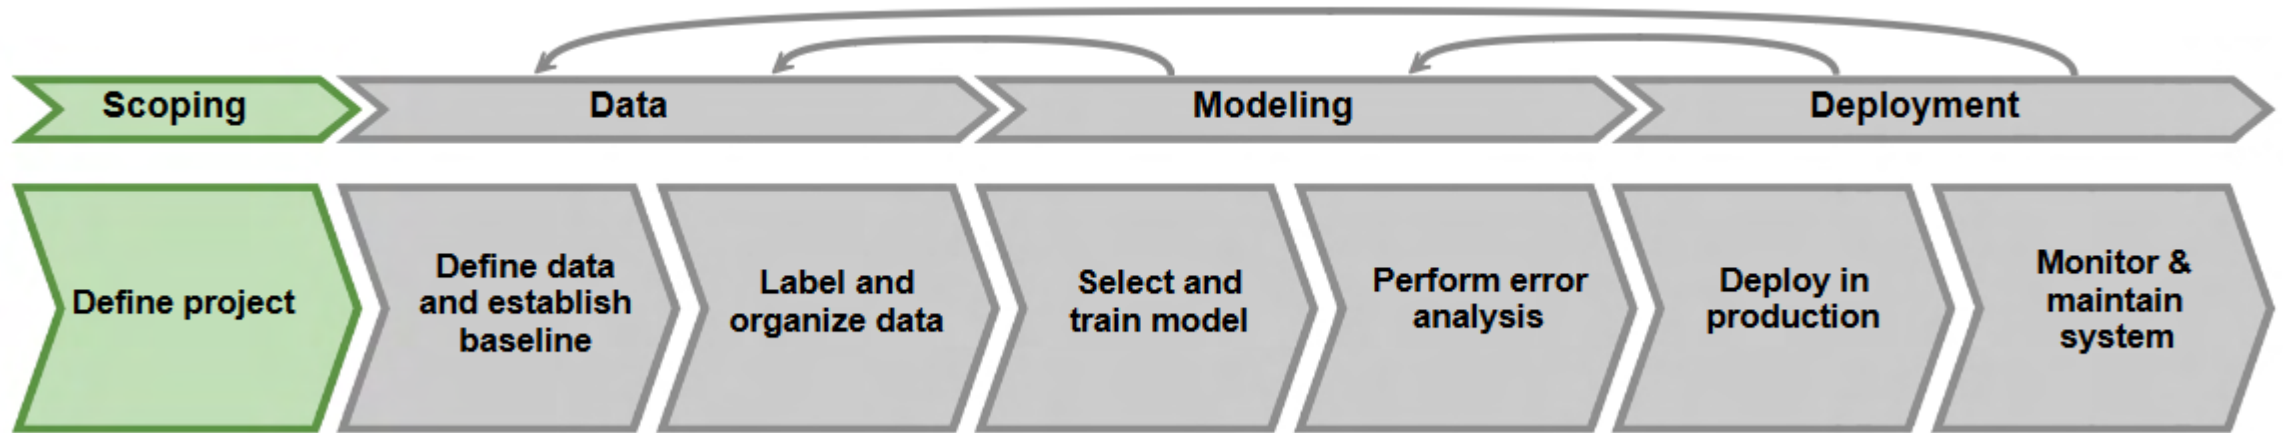 Scoping
Data
Modeling
Deployment
Define project
Define data
and establish
baseline
Label and
organize data
Select and
train model
Perform error
analysis
Deploy in
production
Monitor &
maintain
system